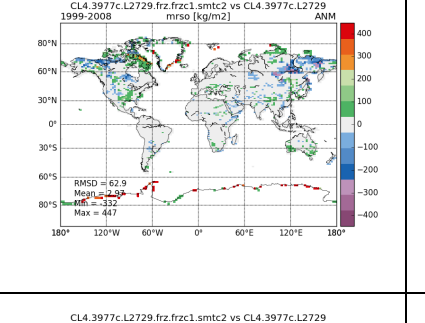 CL4.3977c.L2729.frz.frzc1.smtc2 vs CL4.3977c.L2729
1999-2008 mrso [kg/m2] ANM
80°N
60°N
30°N
0°
30°S
60°S
80°S
RMSD = 62.9
Mean = 2.97
Min = -332
Max = 447
180° 120°W 60°W 0° 60°E 120°E 180°
400
300
200
100
0
−100
−200
−300
−400
CL4.3977c.L2729.frz.frzc1.smtc2 vs CL4.3977c.L2729